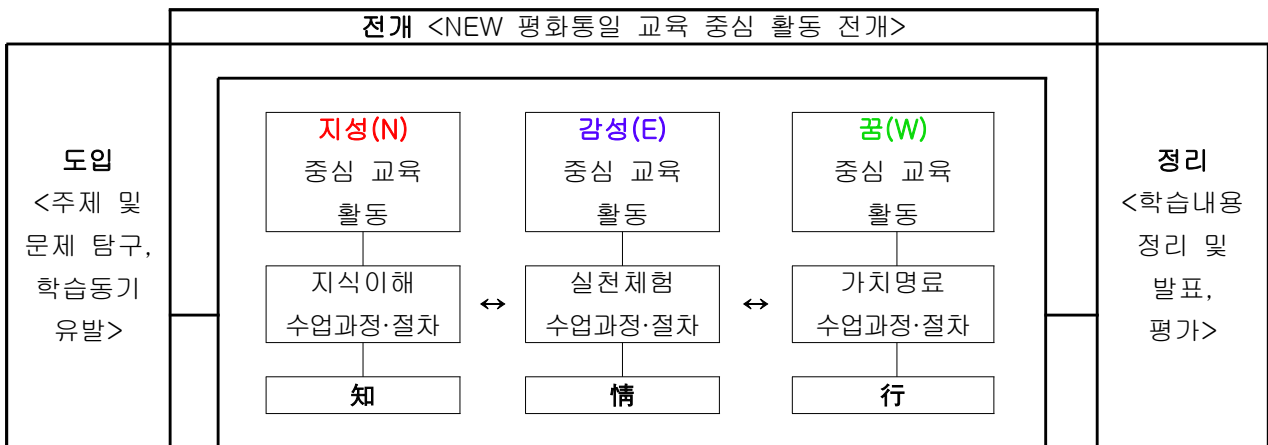 전개 <NEW 평화통일 교육 중심 활동 전개>
도입
<주제 및
문제 탐구,
학습동기
유발>
지성(N)
중심 교육
활동
감성(E)
중심 교육
활동
꿈(W)
중심 교육
활동
지식이해
수업과정·절차
↔
실천체험
수업과정·절차
↔
가치명료
수업과정·절차
知
情
行
정리
<학습내용
정리 및
발표,
평가>